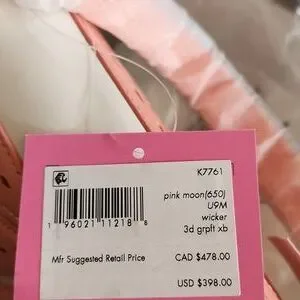 K7761
pink moon(650)
U9M
wicker
3d grpft xb
1 96021 11218 8
Mfr Suggested Retail Price
CAD $478.00
USD $398.00